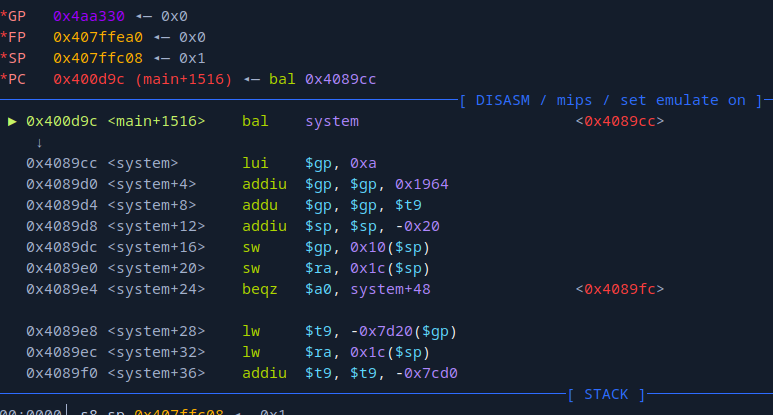 *GP 0x4aa330 ◂— 0x0
*FP 0x407ffea0 ◂— 0x0
*SP 0x407ffc08 ◂— 0x1
*PC 0x400d9c (main+1516) ◂— bal 0x4089cc
[ DISASM / mips / set emulate on ]
► 0x400d9c <main+1516> bal system <0x4089cc>
↓
0x4089cc <system> lui $gp, 0xa
0x4089d0 <system+4> addiu $gp, $gp, 0x1964
0x4089d4 <system+8> addu $gp, $gp, $t9
0x4089d8 <system+12> addiu $sp, $sp, -0x20
0x4089dc <system+16> sw $gp, 0x10($sp)
0x4089e0 <system+20> sw $ra, 0x1c($sp)
0x4089e4 <system+24> beqz $a0, system+48 <0x4089fc>
0x4089e8 <system+28> lw $t9, -0x7d20($gp)
0x4089ec <system+32> lw $ra, 0x1c($sp)
0x4089f0 <system+36> addiu $t9, $t9, -0x7cd0
[ STACK ]
00:0000│ s8 sp 0x407ffc08 ◂— 0x1